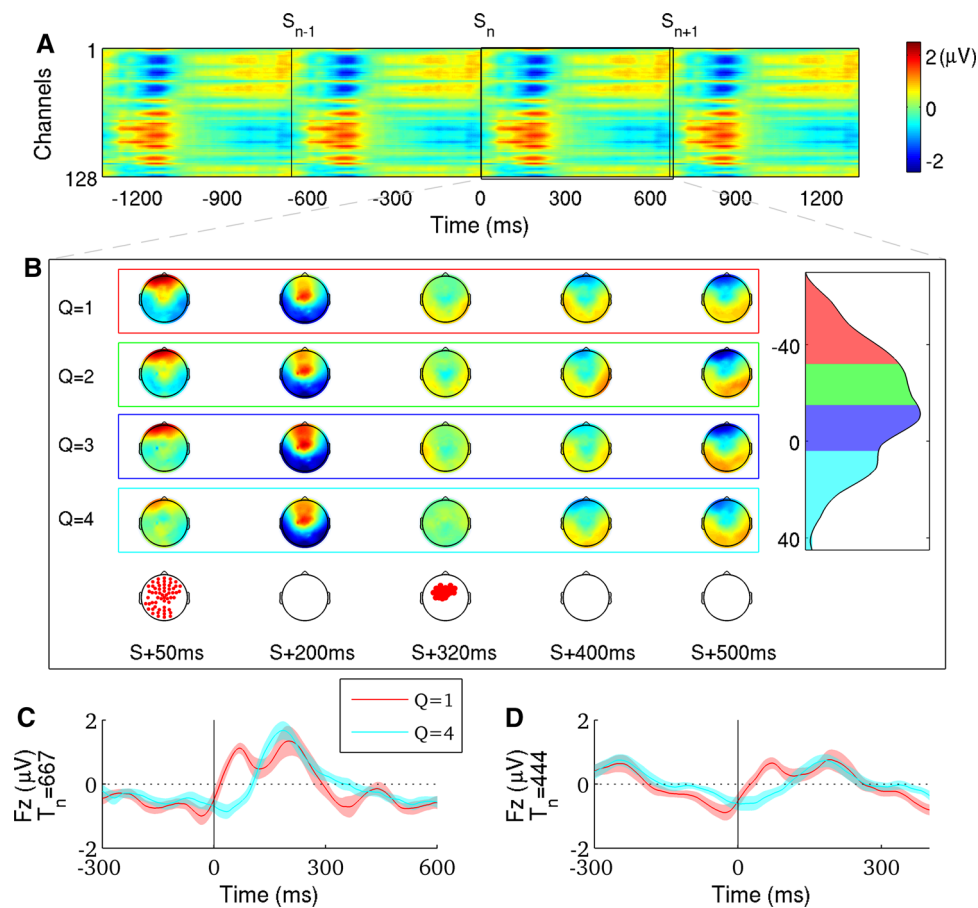 S n-1 S n S n+1
A
1
Channels
128
-1200 -900 -600 -300 0 300 600 900 1200
Time (ms)
2 (μV)
0
-2
B
Q=1
Q=2
Q=3
Q=4
S+50ms S+200ms S+320ms S+400ms S+500ms
-40
0
40
C
Q=1
Q=4
D
Fz (μV)
T n =667
2
0
-2
-300 0 300 600
Time (ms)
Fz (μV)
T n =444
2
0
-2
-300 0 300
Time (ms)